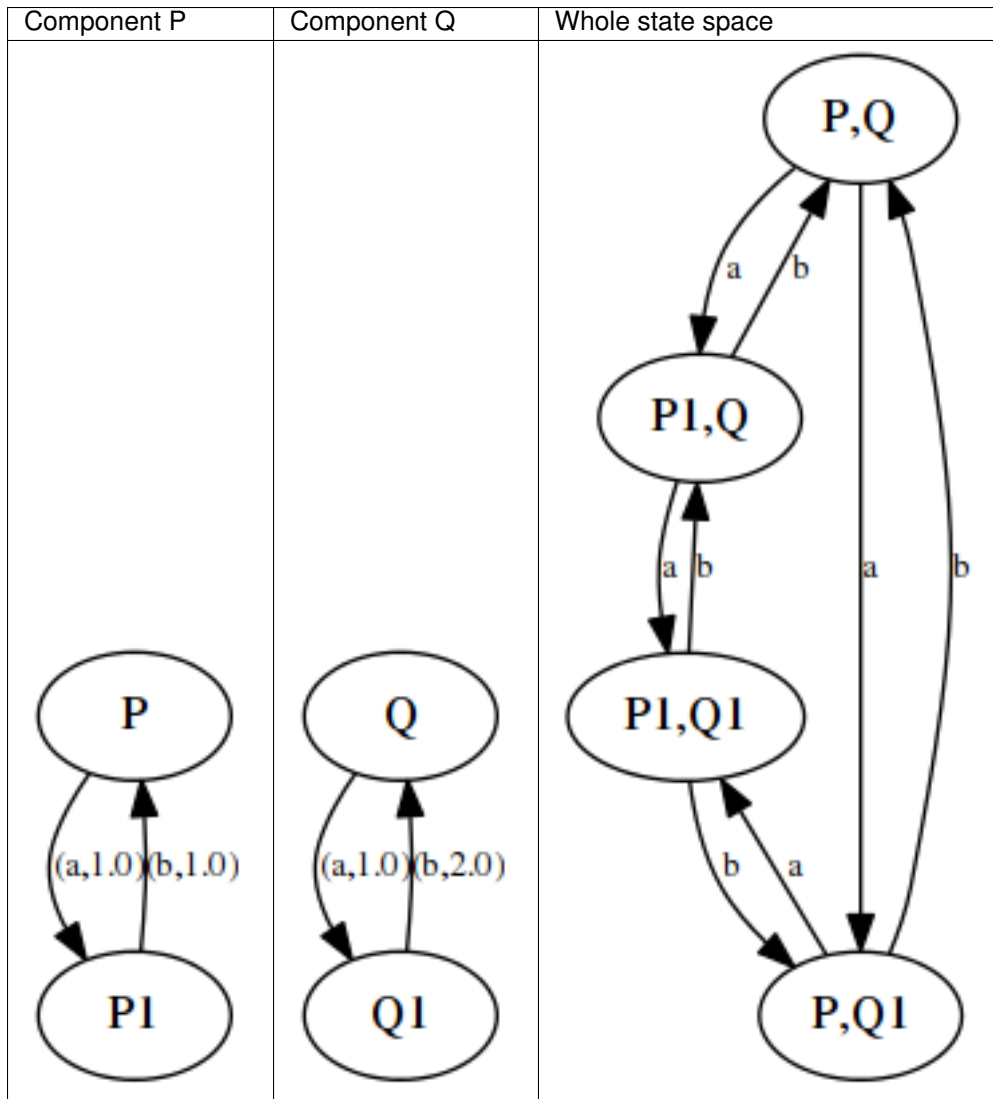 Component P
Component Q
Whole state space
P,Q
a
b
P1,Q
a
b
a
b
P
Q
P1,Q1
(a,1.0)
(b,1.0)
(a,1.0)
(b,2.0)
b
a
P1
Q1
P,Q1